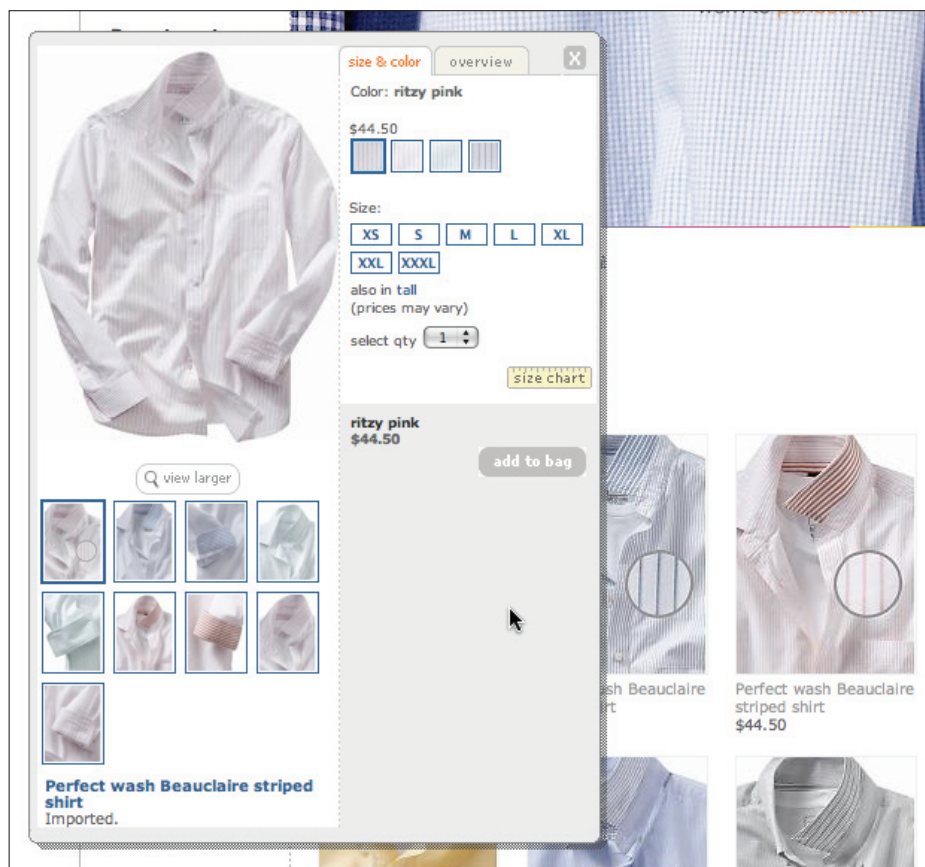 size & color
overview
X
Color: ritzy pink
$44.50
Size:
XS S M L XL
XXL XXXL
also in tall
(prices may vary)
select qty 1
size chart
ritzy pink
$44.50
add to bag
view larger
Perfect wash Beauclaire striped
shirt
Imported.
Beauclaire
Perfect wash Beauclaire
striped shirt
$44.50